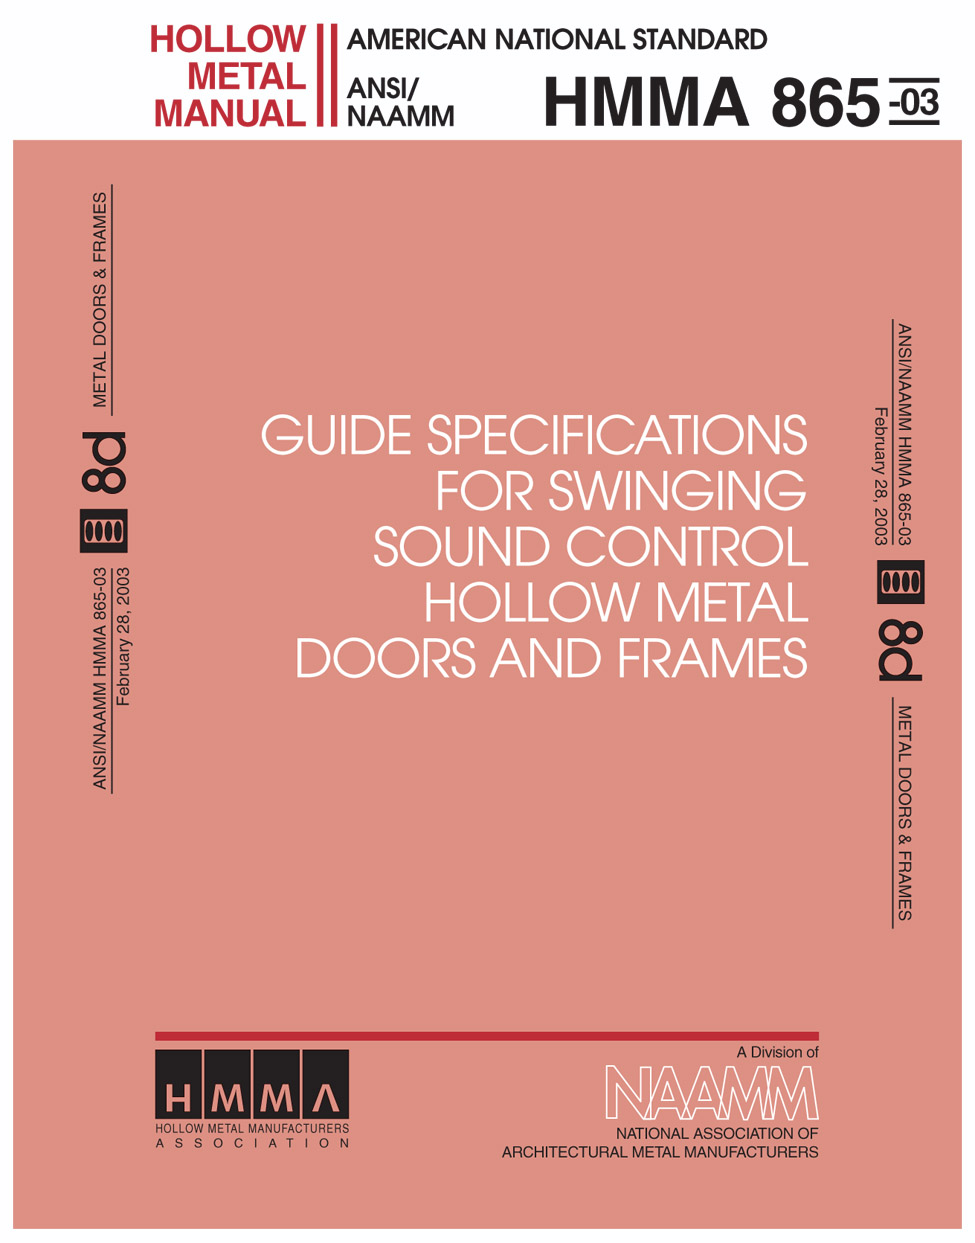 HOLLOW
METAL
MANUAL
AMERICAN NATIONAL STANDARD
ANSI/
NAAMM
HMMA 865
-03
METAL DOORS & FRAMES
8d
ANSI/NAAMM HMMA 865-03
February 28, 2003
GUIDE SPECIFICATIONS
FOR SWINGING
SOUND CONTROL
HOLLOW METAL
DOORS AND FRAMES
ANSI/NAAMM HMMA 865-03
February 28, 2003
8d
METAL DOORS & FRAMES
HMMA
HOLLOW METAL MANUFACTURERS
ASSOCIATION
A Division of
NAAMM
NATIONAL ASSOCIATION OF
ARCHITECTURAL METAL MANUFACTURERS